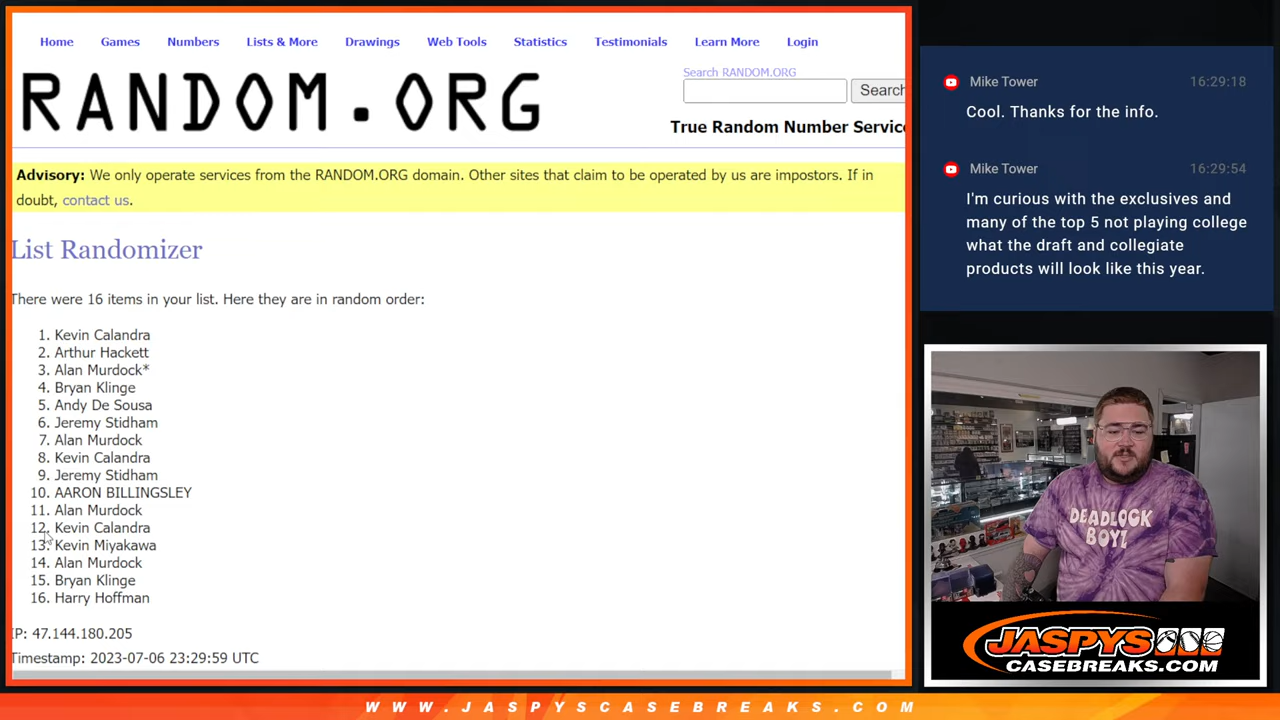 Home Games Numbers Lists & More Drawings Web Tools Statistics Testimonials Learn More Login
RANDOM.ORG
Search RANDOM.ORG
Search
True Random Number Service
Advisory: We only operate services from the RANDOM.ORG domain. Other sites that claim to be operated by us are impostors. If in
doubt, contact us.
List Randomizer
There were 16 items in your list. Here they are in random order:
1. Kevin Calandra
2. Arthur Hackett
3. Alan Murdock*
4. Bryan Klinge
5. Andy De Sousa
6. Jeremy Stidham
7. Alan Murdock
8. Kevin Calandra
9. Jeremy Stidham
10. AARON BILLINGSLEY
11. Alan Murdock
12. Kevin Calandra
13. Kevin Miyakawa
14. Alan Murdock
15. Bryan Klinge
16. Harry Hoffman
IP: 47.144.180.205
Timestamp: 2023-07-06 23:29:59 UTC
Mike Tower 16:29:18
Cool. Thanks for the info.
Mike Tower 16:29:54
I'm curious with the exclusives and
many of the top 5 not playing college
what the draft and collegiate
products will look like this year.
DEADLOCK
BOYZ
JASPYS
CASEBREAKS.COM
WWW.JASPYSCASEBREAKS.COM